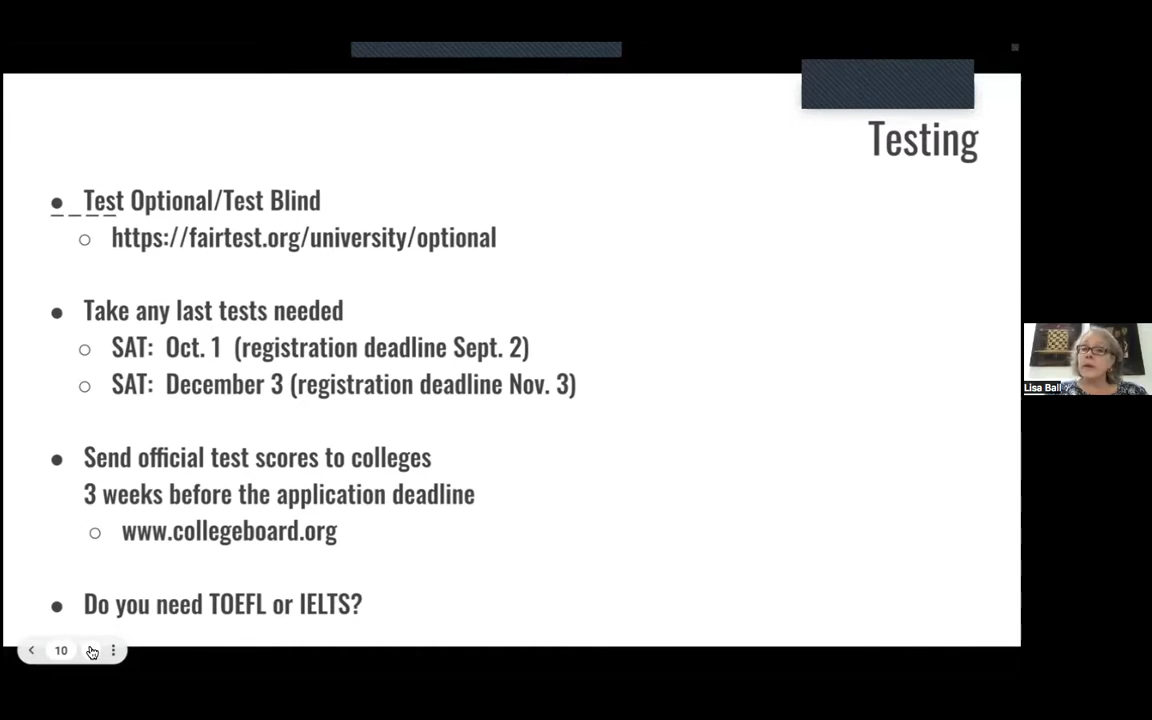 Testing
● Test Optional/Test Blind
○ https://fairtest.org/university/optional
● Take any last tests needed
○ SAT: Oct. 1 (registration deadline Sept. 2)
○ SAT: December 3 (registration deadline Nov. 3)
● Send official test scores to colleges
3 weeks before the application deadline
○ www.collegeboard.org
● Do you need TOEFL or IELTS?
10
Lisa Ball